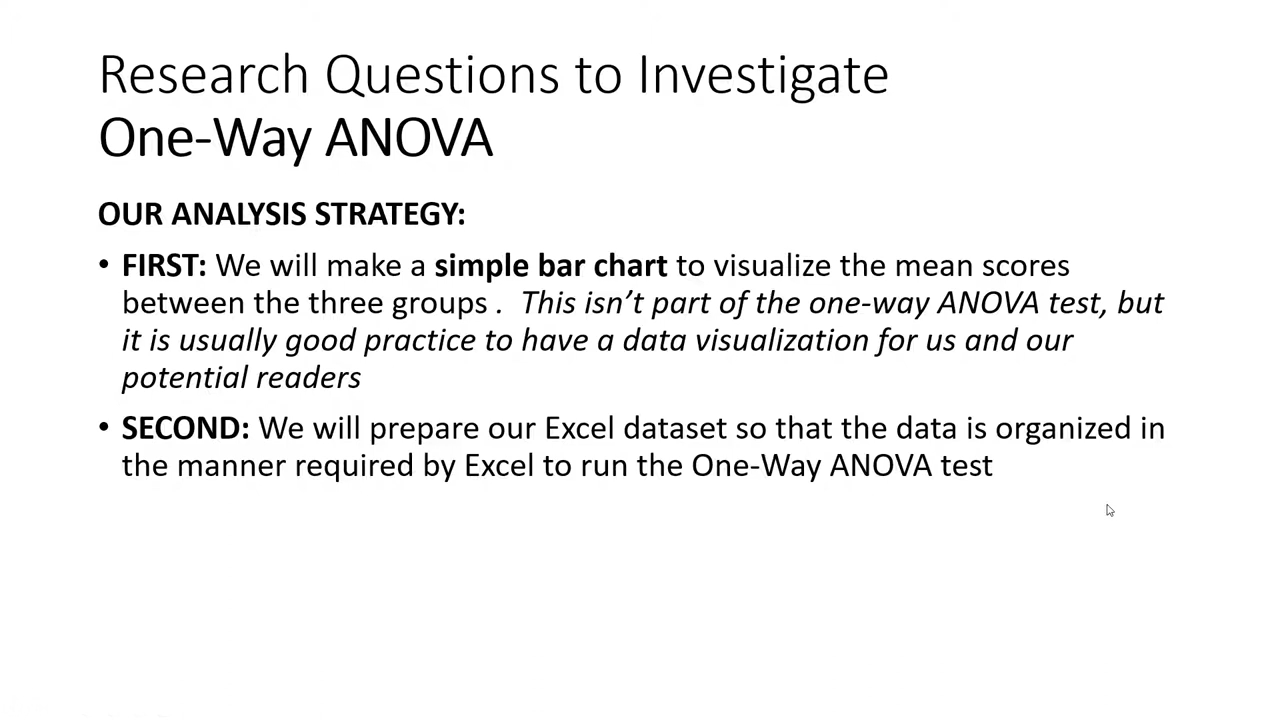 Research Questions to Investigate
One-Way ANOVA
OUR ANALYSIS STRATEGY:
• FIRST: We will make a simple bar chart to visualize the mean scores
between the three groups .  This isn’t part of the one-way ANOVA test, but
it is usually good practice to have a data visualization for us and our
potential readers
• SECOND: We will prepare our Excel dataset so that the data is organized in
the manner required by Excel to run the One-Way ANOVA test